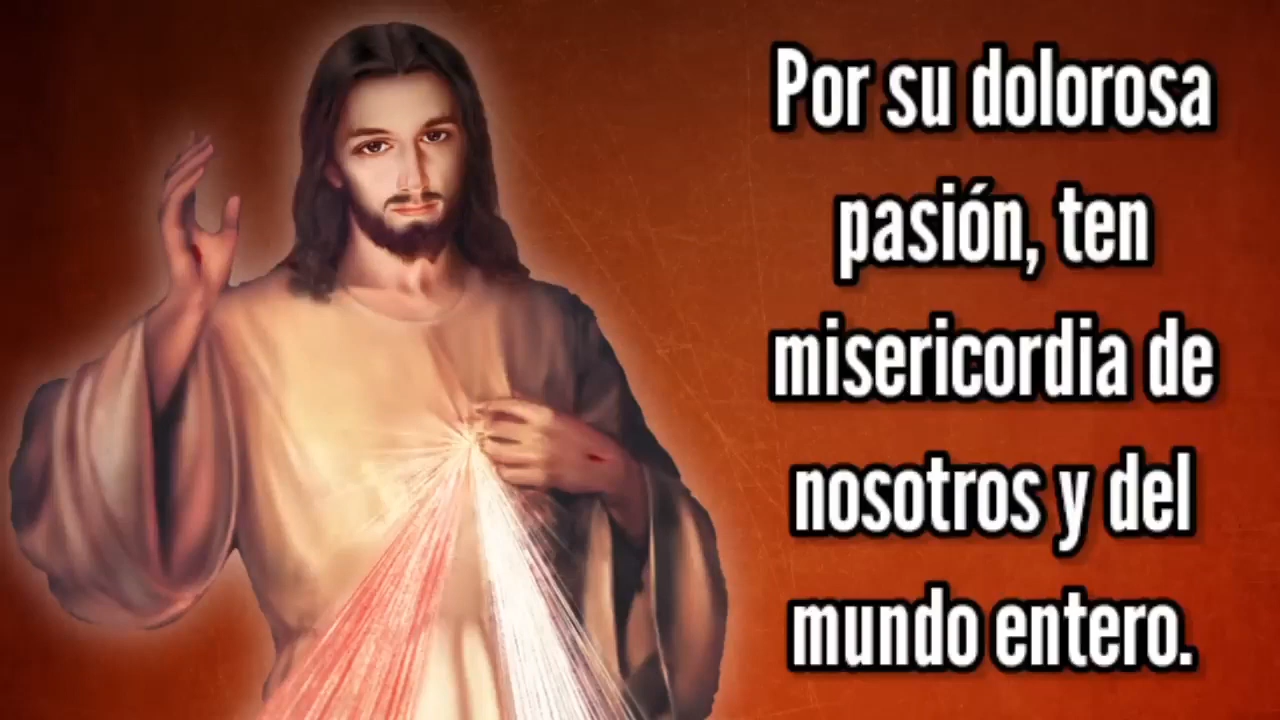 Por su dolorosa
pasión, ten
misericordia de
nosotros y del
mundo entero.